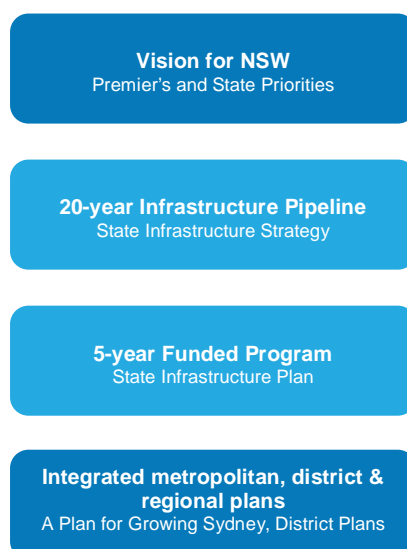 Vision for NSW
Premier's and State Priorities
20-year Infrastructure Pipeline
State Infrastructure Strategy
5-year Funded Program
State Infrastructure Plan
Integrated metropolitan, district &
regional plans
A Plan for Growing Sydney, District Plans